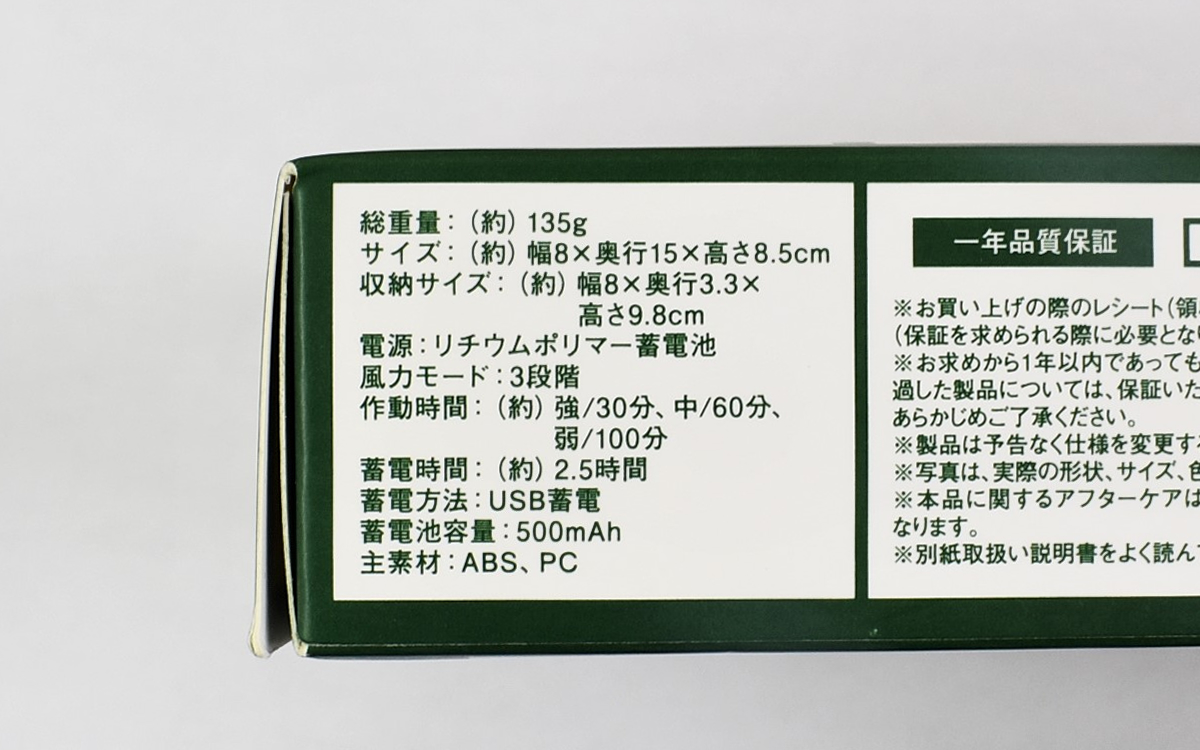 総重量：（約）135g
サイズ：（約）幅8×奥行15×高さ8.5cm
収納サイズ：（約）幅8×奥行3.3×
高さ9.8cm
電源：リチウムポリマー蓄電池
風力モード：3段階
作動時間：（約）強/30分、中/60分、
弱/100分
蓄電時間：（約）2.5時間
蓄電方法：USB蓄電
蓄電池容量：500mAh
主素材：ABS、PC
一年品質保証
※お買い上げの際のレシート（領
（保証を求められる際に必要とな
※お求めから1年以内であっても
過した製品については、保証いた
あらかじめご了承ください。
※製品は予告なく仕様を変更す
※写真は、実際の形状、サイズ、色
※本品に関するアフターケアは
なります。
※別紙取扱い説明書をよく読ん